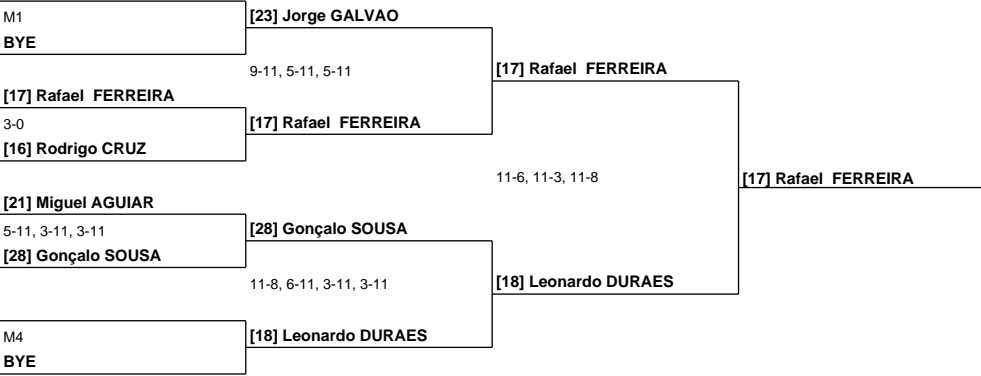 [23] Jorge GALVAO
M1
BYE
9-11, 5-11, 5-11
[17] Rafael FERREIRA
[17] Rafael FERREIRA
3-0
[17] Rafael FERREIRA
[16] Rodrigo CRUZ
11-6, 11-3, 11-8
[17] Rafael FERREIRA
[21] Miguel AGUIAR
5-11, 3-11, 3-11
[28] Gonçalo SOUSA
[28] Gonçalo SOUSA
11-8, 6-11, 3-11, 3-11
[18] Leonardo DURAES
M4
[18] Leonardo DURAES
BYE